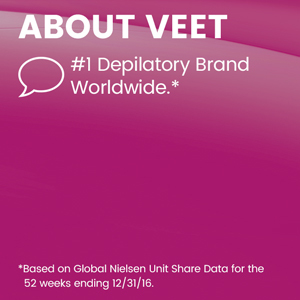 ABOUT VEET
#1 Depilatory Brand
Worldwide.*
*Based on Global Nielsen Unit Share Data for the
52 weeks ending 12/31/16.